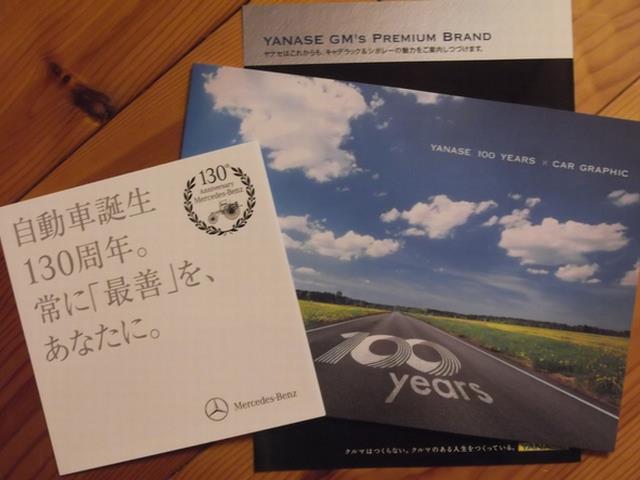 YANASE GM's PREMIUM BRAND
ヤナセはこれからも、キャデラック&シボレーの魅力をご案内しつづけます。
YANASE 100 YEARS × CAR GRAPHIC
100
years
クルマはつくらない。クルマのある人生をつくっている。
YANASE
130th
Anniversary
Mercedes-Benz
自動車誕生
130周年。
常に「最善」を、
あなたに。
Mercedes-Benz